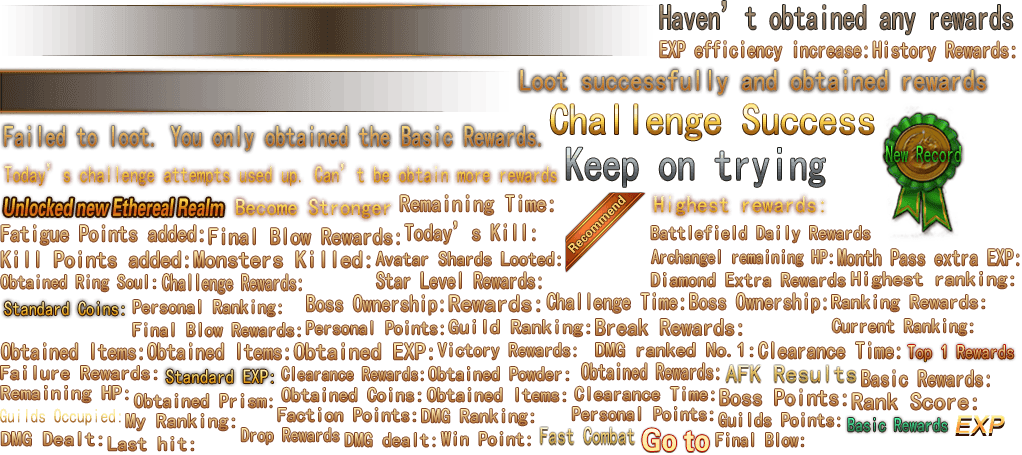 Haven't obtained any rewards
EXP efficiency increase: History Rewards:
Loot successfully and obtained rewards
Challenge Success
Failed to loot. You only obtained the Basic Rewards.
New Record
Keep on trying
Today's challenge attempts used up. Can't be obtain more rewards
Unlocked new Ethereal Realm Become Stronger Remaining Time: Recommend Highest rewards:
Fatigue Points added: Final Blow Rewards: Today's Kill: Battlefield Daily Rewards
Kill Points added: Monsters Killed: Avatar Shards Looted: Archangel remaining HP: Month Pass extra EXP:
Obtained Ring Soul: Challenge Rewards: Star Level Rewards: Diamond Extra Rewards Highest ranking:
Standard Coins: Personal Ranking: Boss Ownership: Rewards: Challenge Time: Boss Ownership: Ranking Rewards:
Final Blow Rewards: Personal Points: Guild Ranking: Break Rewards: Current Ranking:
Obtained Items: Obtained Items: Obtained EXP: Victory Rewards: DMG ranked No.1: Clearance Time: Top 1 Rewards
Failure Rewards: Standard EXP: Clearance Rewards: Obtained Powder: Obtained Rewards: AFK Results Basic Rewards:
Remaining HP: Obtained Prism: Obtained Coins: Obtained Items: Clearance Time: Boss Points: Rank Score:
Guilds Occupied: My Ranking: Faction Points: DMG Ranking: Personal Points: Guilds Points: Basic Rewards EXP
DMG Dealt: Last hit: Drop Rewards DMG dealt: Win Point: Fast Combat Go to Final Blow: